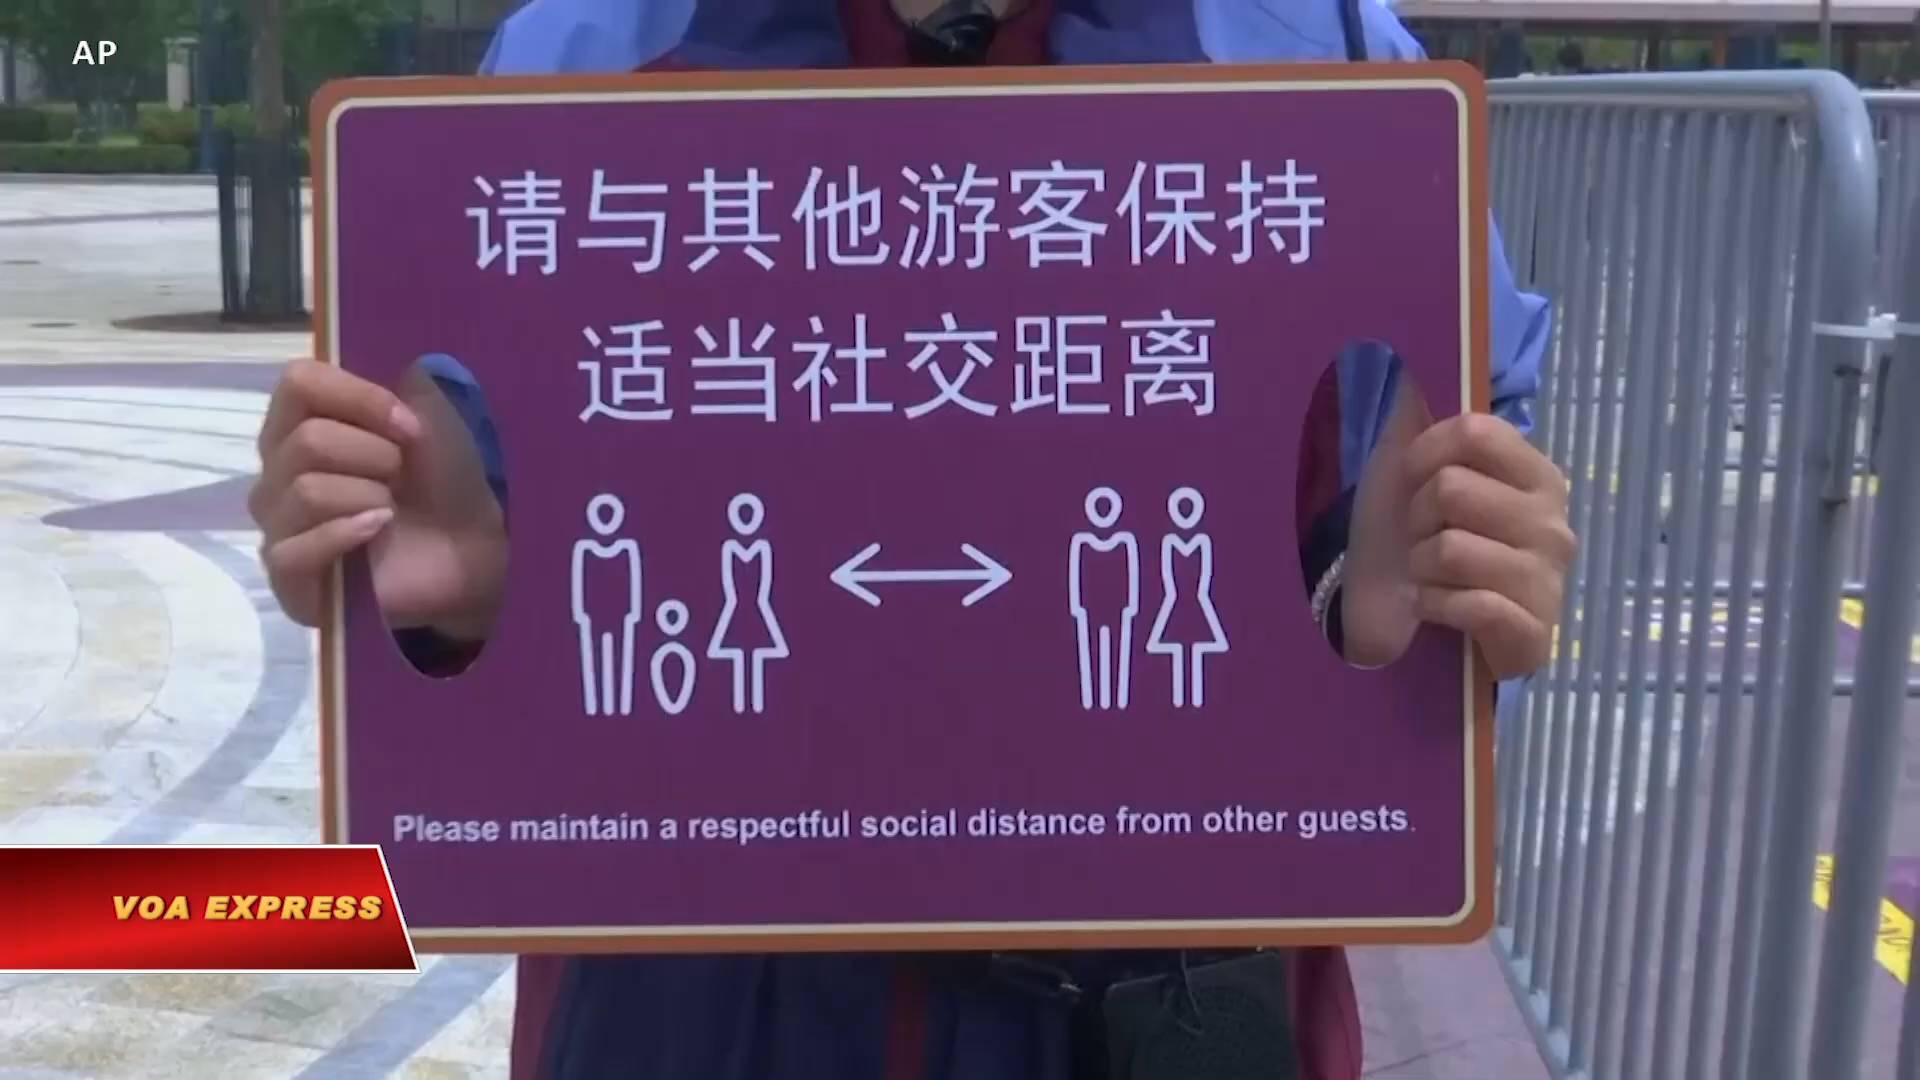 AP
请与其他游客保持
适当社交距离
Please maintain a respectful social distance from other guests.
VOA EXPRESS